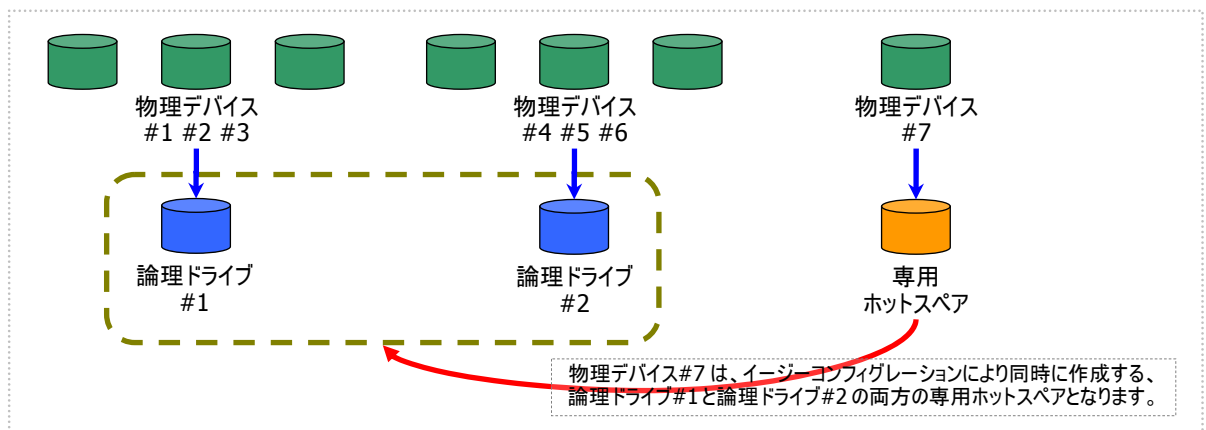 物理デバイス
#1 #2 #3
物理デバイス
#4 #5 #6
物理デバイス
#7
論理ドライブ
#1
論理ドライブ
#2
専用
ホットスペア
物理デバイス#7 は、イージーコンフィグレーションにより同時に作成する、
論理ドライブ#1と論理ドライブ#2 の両方の専用ホットスペアとなります。